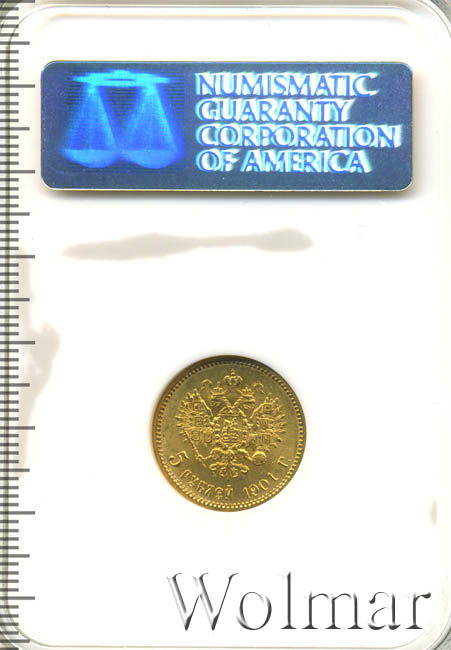 NUMISMATIC
GUARANTY
CORPORATION
OF AMERICA
5 РУБЛЕЙ 1901 Г.
Wolmar